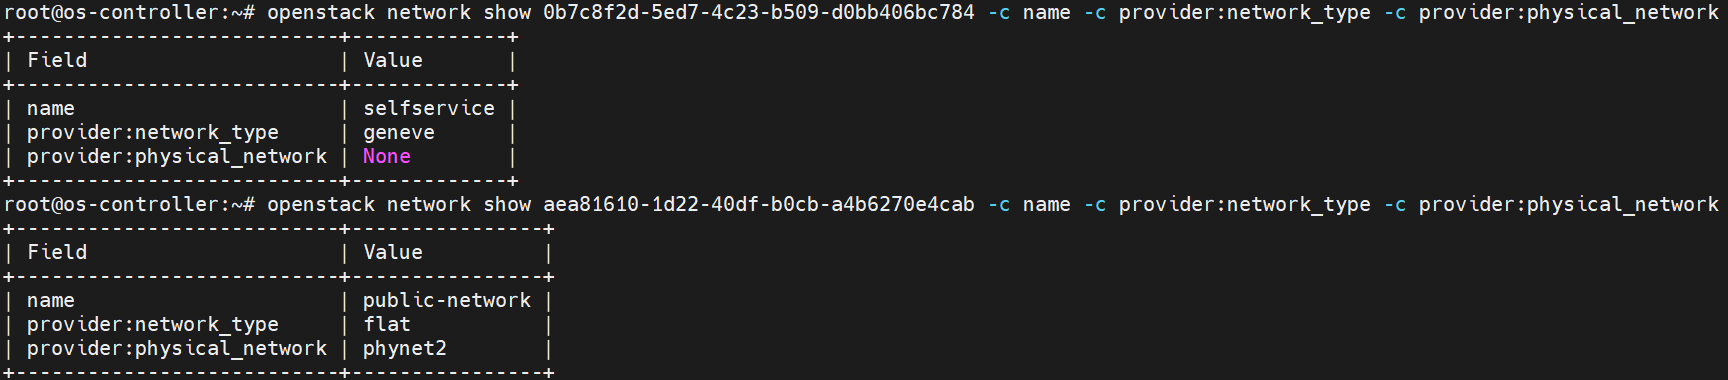 root@os-controller:~# openstack network show 0b7c8f2d-5ed7-4c23-b509-d0bb406bc784 -c name -c provider:network_type -c provider:physical_network
+---------------------------+-------------+
| Field                     | Value       |
+---------------------------+-------------+
| name                      | selfservice |
| provider:network_type     | geneve      |
| provider:physical_network | None        |
+---------------------------+-------------+
root@os-controller:~# openstack network show aea81610-1d22-40df-b0cb-a4b6270e4cab -c name -c provider:network_type -c provider:physical_network
+---------------------------+----------------+
| Field                     | Value          |
+---------------------------+----------------+
| name                      | public-network |
| provider:network_type     | flat           |
| provider:physical_network | phynet2        |
+---------------------------+----------------+